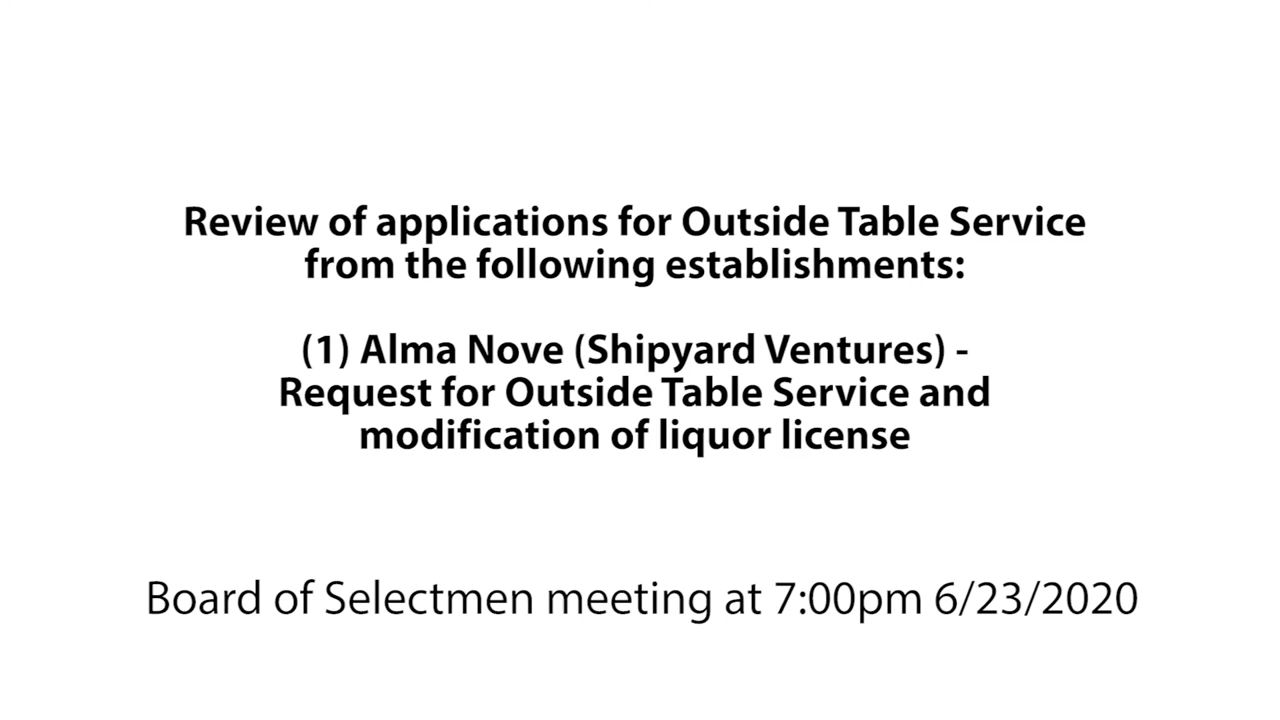 Review of applications for Outside Table Service
from the following establishments:
(1) Alma Nove (Shipyard Ventures) -
Request for Outside Table Service and
modification of liquor license
Board of Selectmen meeting at 7:00pm 6/23/2020